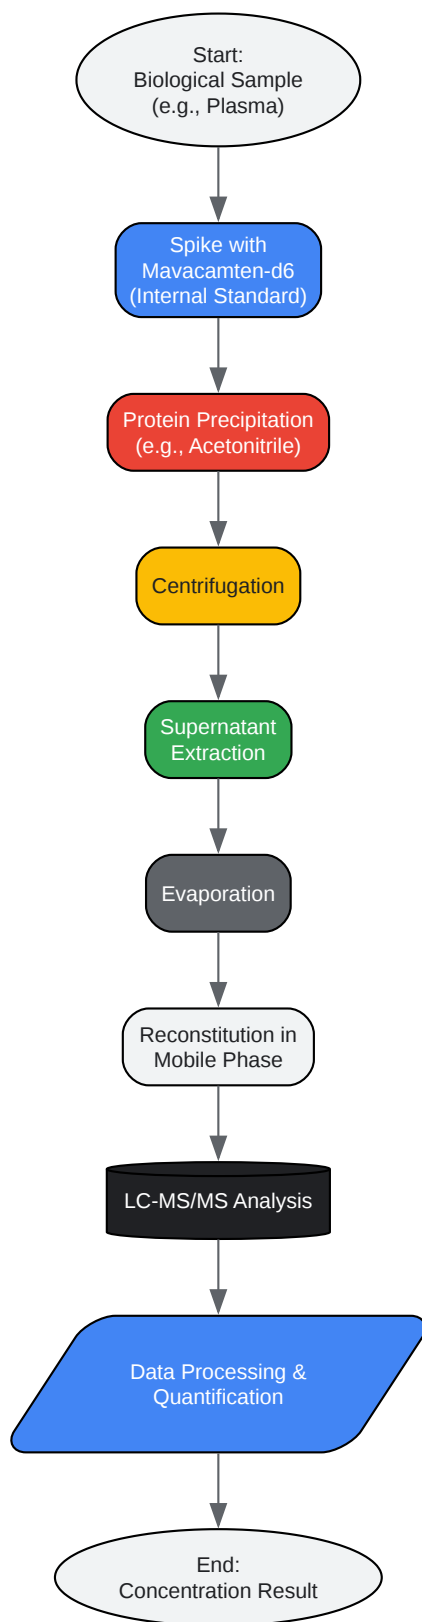 Start:
Biological Sample
(e.g., Plasma)
Spike with
Mavacamten-d6
(Internal Standard)
Protein Precipitation
(e.g., Acetonitrile)
Centrifugation
Supernatant
Extraction
Evaporation
Reconstitution in
Mobile Phase
LC-MS/MS Analysis
Data Processing &
Quantification
End:
Concentration Result